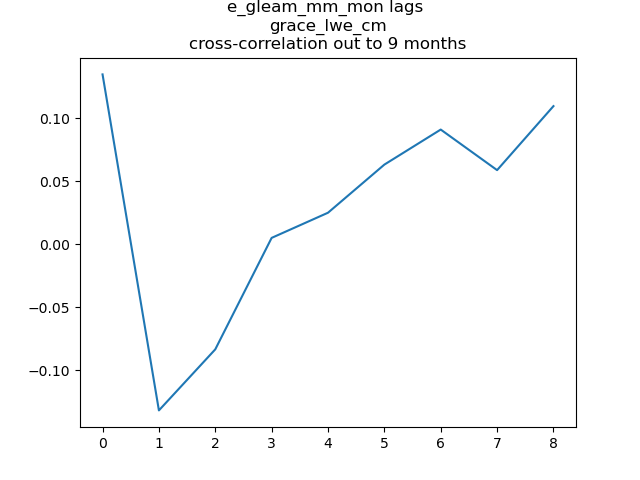 e_gleam_mm_mon lags
grace_lwe_cm
cross-correlation out to 9 months
0.10
0.05
0.00
−0.05
−0.10
0 1 2 3 4 5 6 7 8